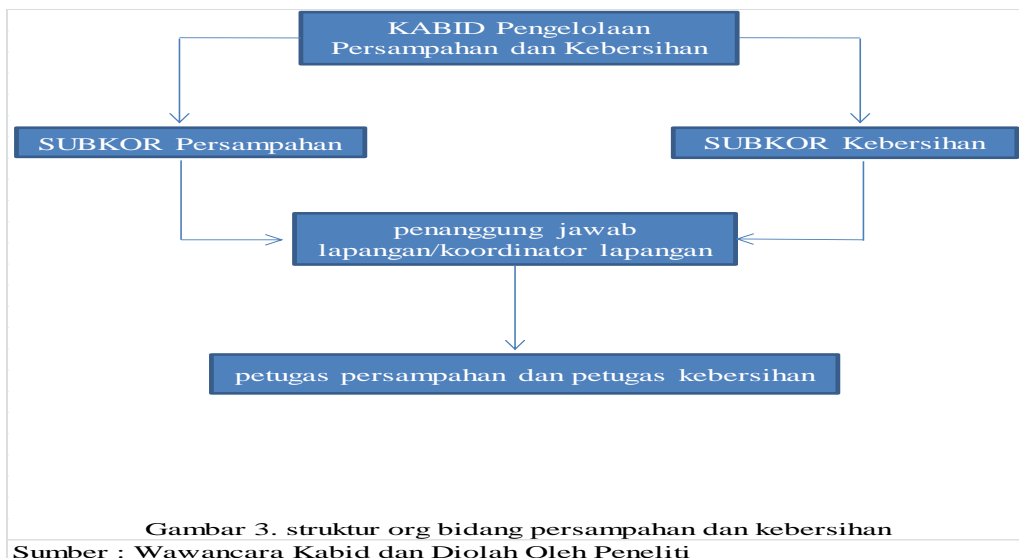 KABID Pengelolaan
Persampahan dan Kebersihan
SUBKOR Persampahan
SUBKOR Kebersihan
penanggung jawab
lapangan/koordinator lapangan
petugas persampahan dan petugas kebersihan
Gambar 3. struktur org bidang persampahan dan kebersihan
Sumber : Wawancara Kabid dan Diolah Oleh Peneliti